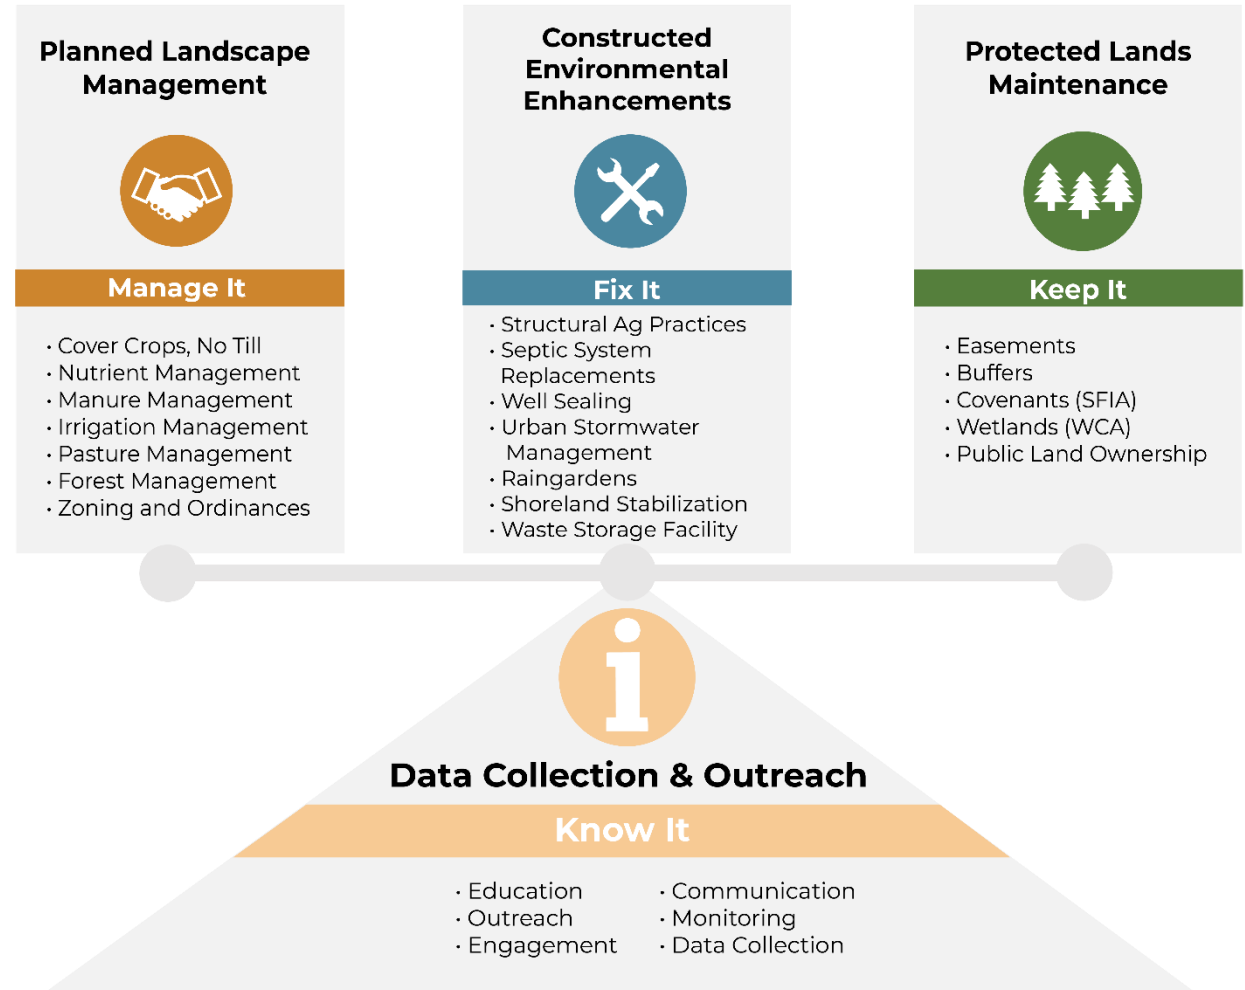 Planned Landscape
Management
Manage It
· Cover Crops, No Till
· Nutrient Management
· Manure Management
· Irrigation Management
· Pasture Management
· Forest Management
· Zoning and Ordinances
Constructed
Environmental
Enhancements
Fix It
· Structural Ag Practices
· Septic System
Replacements
· Well Sealing
· Urban Stormwater
Management
· Raingardens
· Shoreland Stabilization
· Waste Storage Facility
Protected Lands
Maintenance
Keep It
· Easements
· Buffers
· Covenants (SFIA)
· Wetlands (WCA)
· Public Land Ownership
Data Collection & Outreach
Know It
· Education
· Outreach
· Engagement
· Communication
· Monitoring
· Data Collection